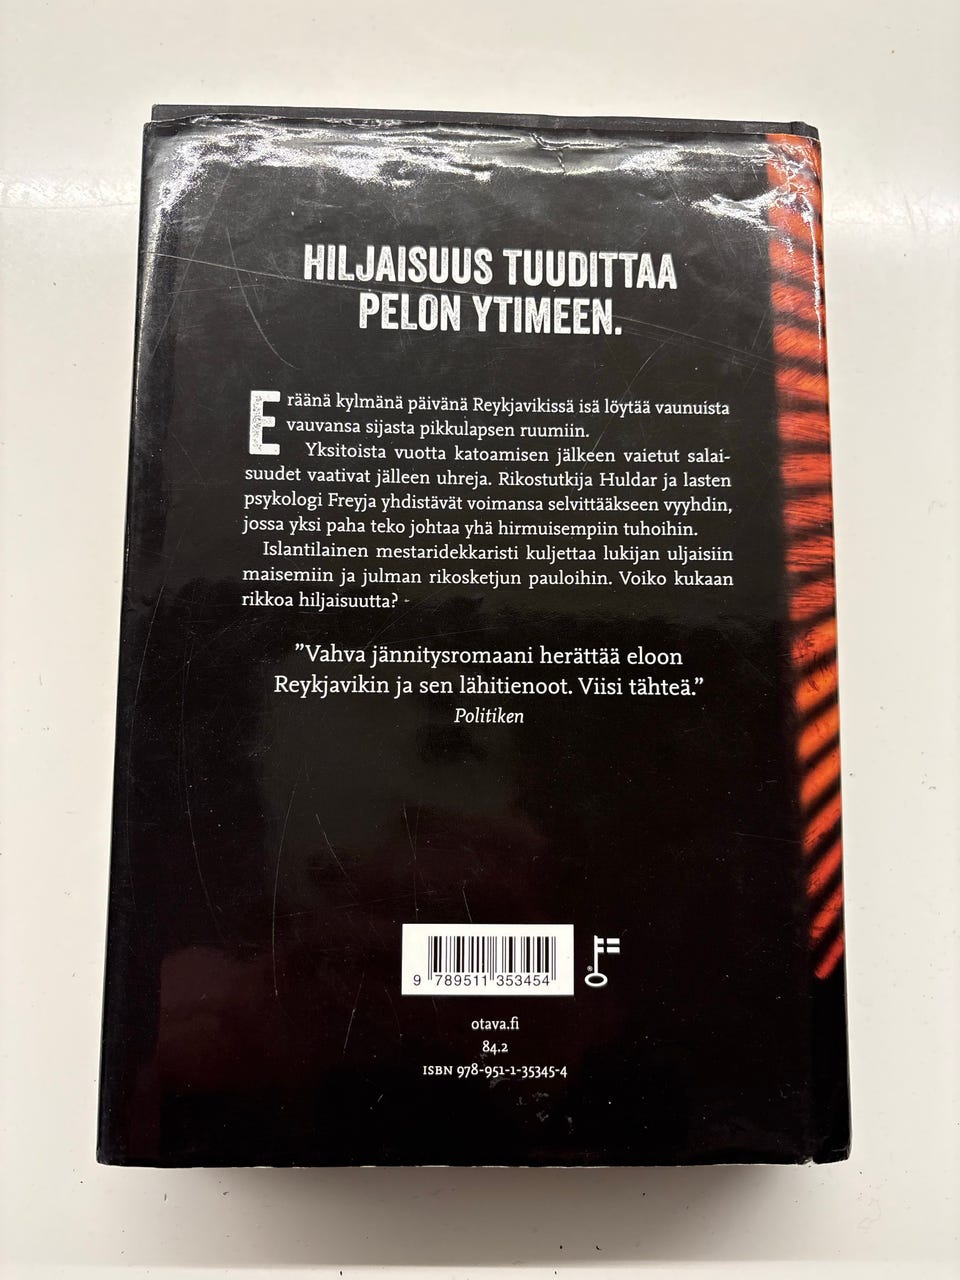 HILJAISUUS TUUDITTAA
PELON YTIMEEN.
Eräänä kylmänä päivänä Reykjavikissä isä löytää vaunuista
vauvansa sijasta pikkulapsen ruumiin.
Yksitoista vuotta katoamisen jälkeen vaietut salai-
suudet vaativat jälleen uhreja. Rikostutkija Huldar ja lasten
psykologi Freyja yhdistävät voimansa selvittääkseen vyyhdin,
jossa yksi paha teko johtaa yhä hirmuisempiin tuhoihin.
Islantilainen mestaridekkaristi kuljettaa lukijan uljaisiin
maisemiin ja julman rikosketjun pauloihin. Voiko kukaan
rikkoa hiljaisuutta?
”Vahva jännitysromaani herättää eloon
Reykjavikin ja sen lähitienoot. Viisi tähteä.”
Politiken
9 789511 353454
otava.fi
84.2
ISBN 978-951-1-35345-4